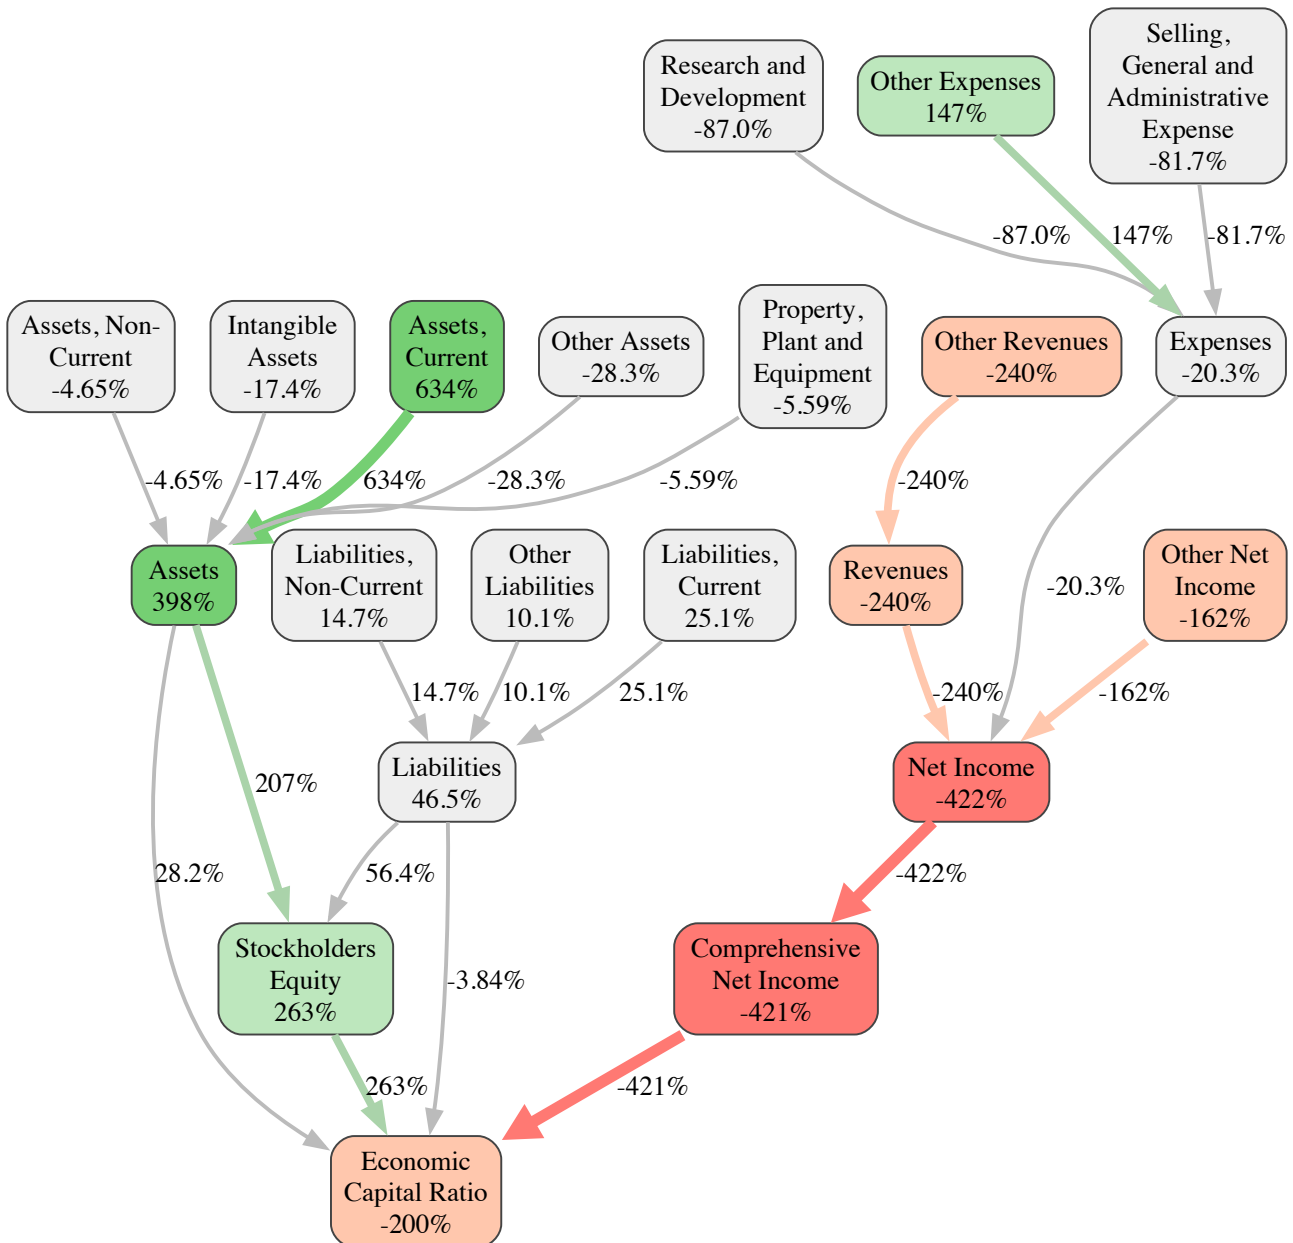 Selling,
General and
Administrative
Expense
-81.7%
Research and
Development
-87.0%
Other Expenses
147%
-87.0%
147%
-81.7%
Assets, Non-
Current
-4.65%
Intangible
Assets
-17.4%
Assets,
Current
634%
Other Assets
-28.3%
Property,
Plant and
Equipment
-5.59%
Other Revenues
-240%
Expenses
-20.3%
-4.65%
-17.4%
634%
-28.3%
-5.59%
-240%
Assets
398%
Liabilities,
Non-Current
14.7%
Other
Liabilities
10.1%
Liabilities,
Current
25.1%
Revenues
-240%
-20.3%
Other Net
Income
-162%
14.7%
10.1%
25.1%
-240%
-162%
207%
Liabilities
46.5%
Net Income
-422%
28.2%
56.4%
-422%
Stockholders
Equity
263%
-3.84%
Comprehensive
Net Income
-421%
263%
-421%
Economic
Capital Ratio
-200%